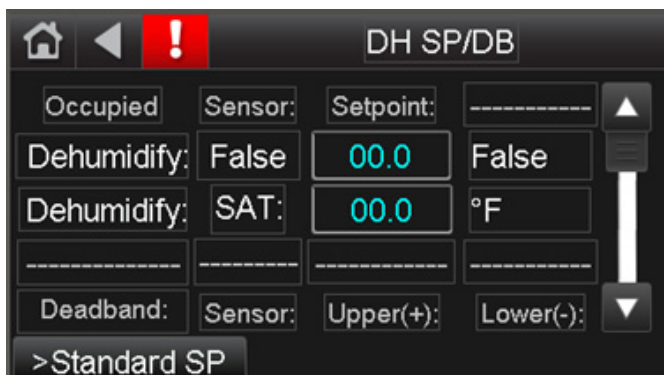 ! DH SP/DB
Occupied Sensor: Setpoint: -----------
Dehumidify: False 00.0 False
Dehumidify: SAT: 00.0 °F
-------------- --------- ------------ -----------
Deadband: Sensor: Upper(+): Lower(-):
>Standard SP